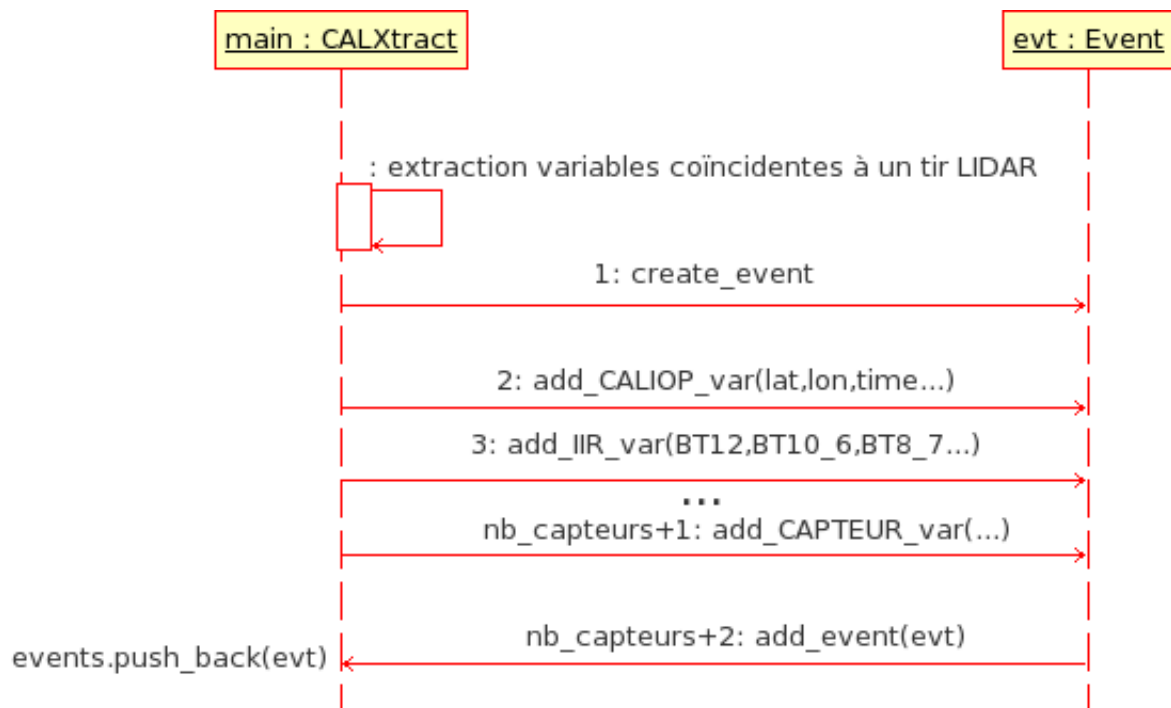 main : CALXtract
evt : Event
: extraction variables coïncidentes à un tir LIDAR
1: create_event
2: add_CALIOP_var(lat,lon,time...)
3: add_IIR_var(BT12,BT10_6,BT8_7...)
...
nb_capteurs+1: add_CAPTEUR_var(...)
nb_capteurs+2: add_event(evt)
events.push_back(evt)